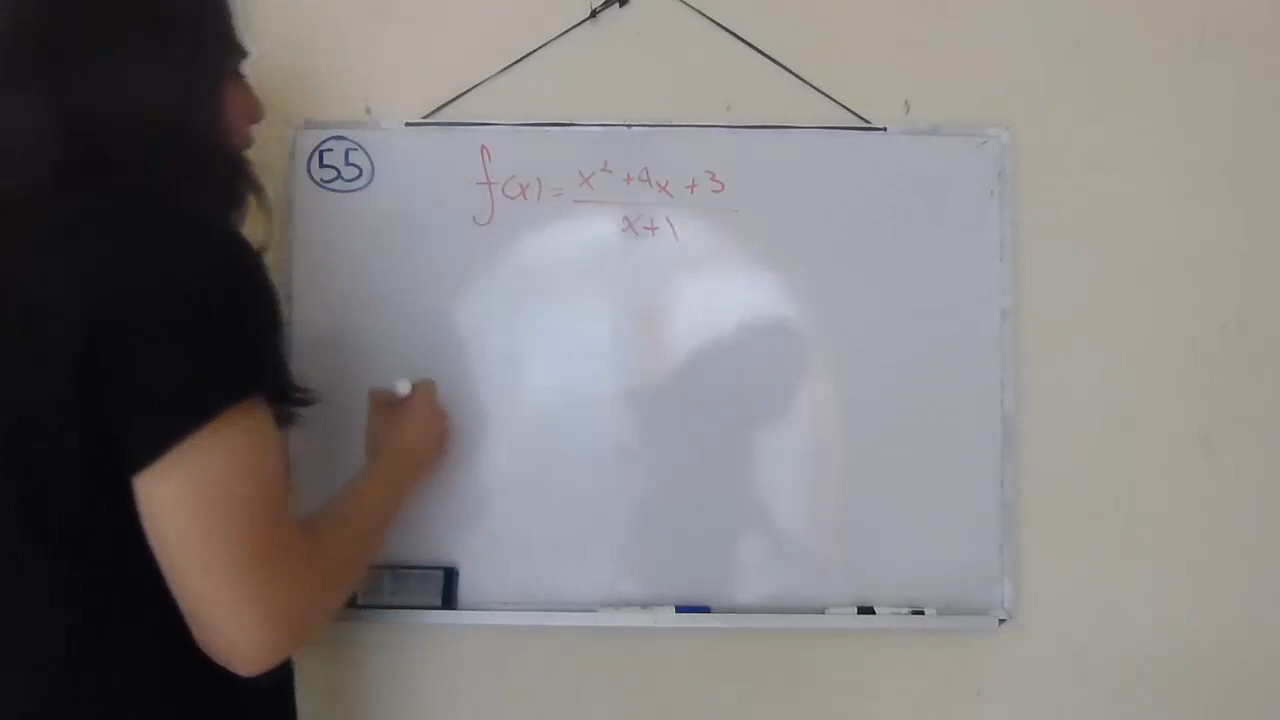 55
f(x) = x² + 4x + 3
x + 1